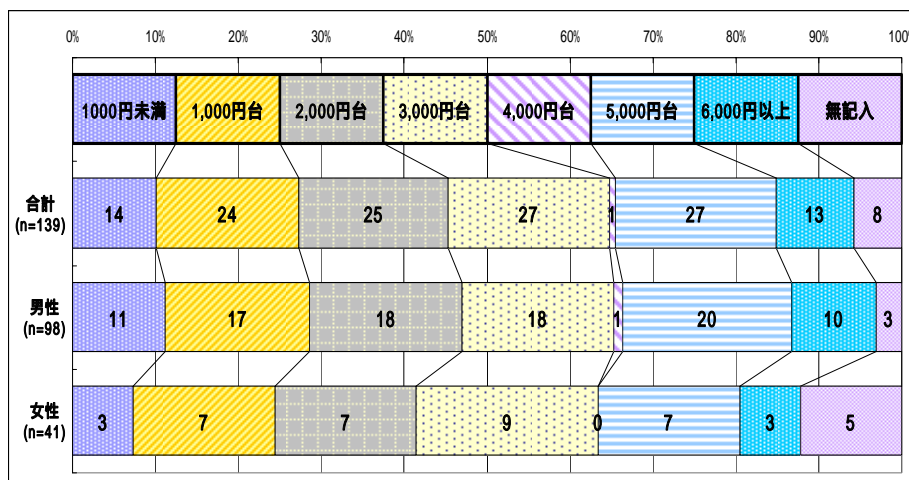 0% 10% 20% 30% 40% 50% 60% 70% 80% 90% 100
1000円未満 1,000円台 2,000円台 3,000円台 4,000円台 5,000円台 6,000円以上 無記入
合計
(n=139)
14 24 25 27 1 27 13 8
男性
(n=98)
11 17 18 18 1 20 10 3
女性
(n=41)
3 7 7 9 0 7 3 5